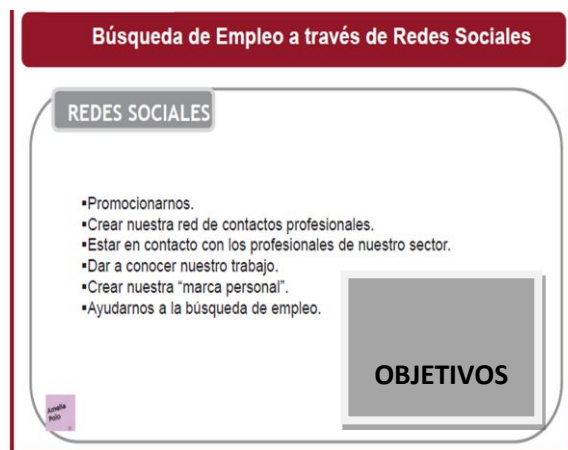 Búsqueda de Empleo a través de Redes Sociales
REDES SOCIALES
▪Promocionarnos.
▪Crear nuestra red de contactos profesionales.
▪Estar en contacto con los profesionales de nuestro sector.
▪Dar a conocer nuestro trabajo.
▪Crear nuestra “marca personal”.
▪Ayudarnos a la búsqueda de empleo.
OBJETIVOS
Amelia
Polo